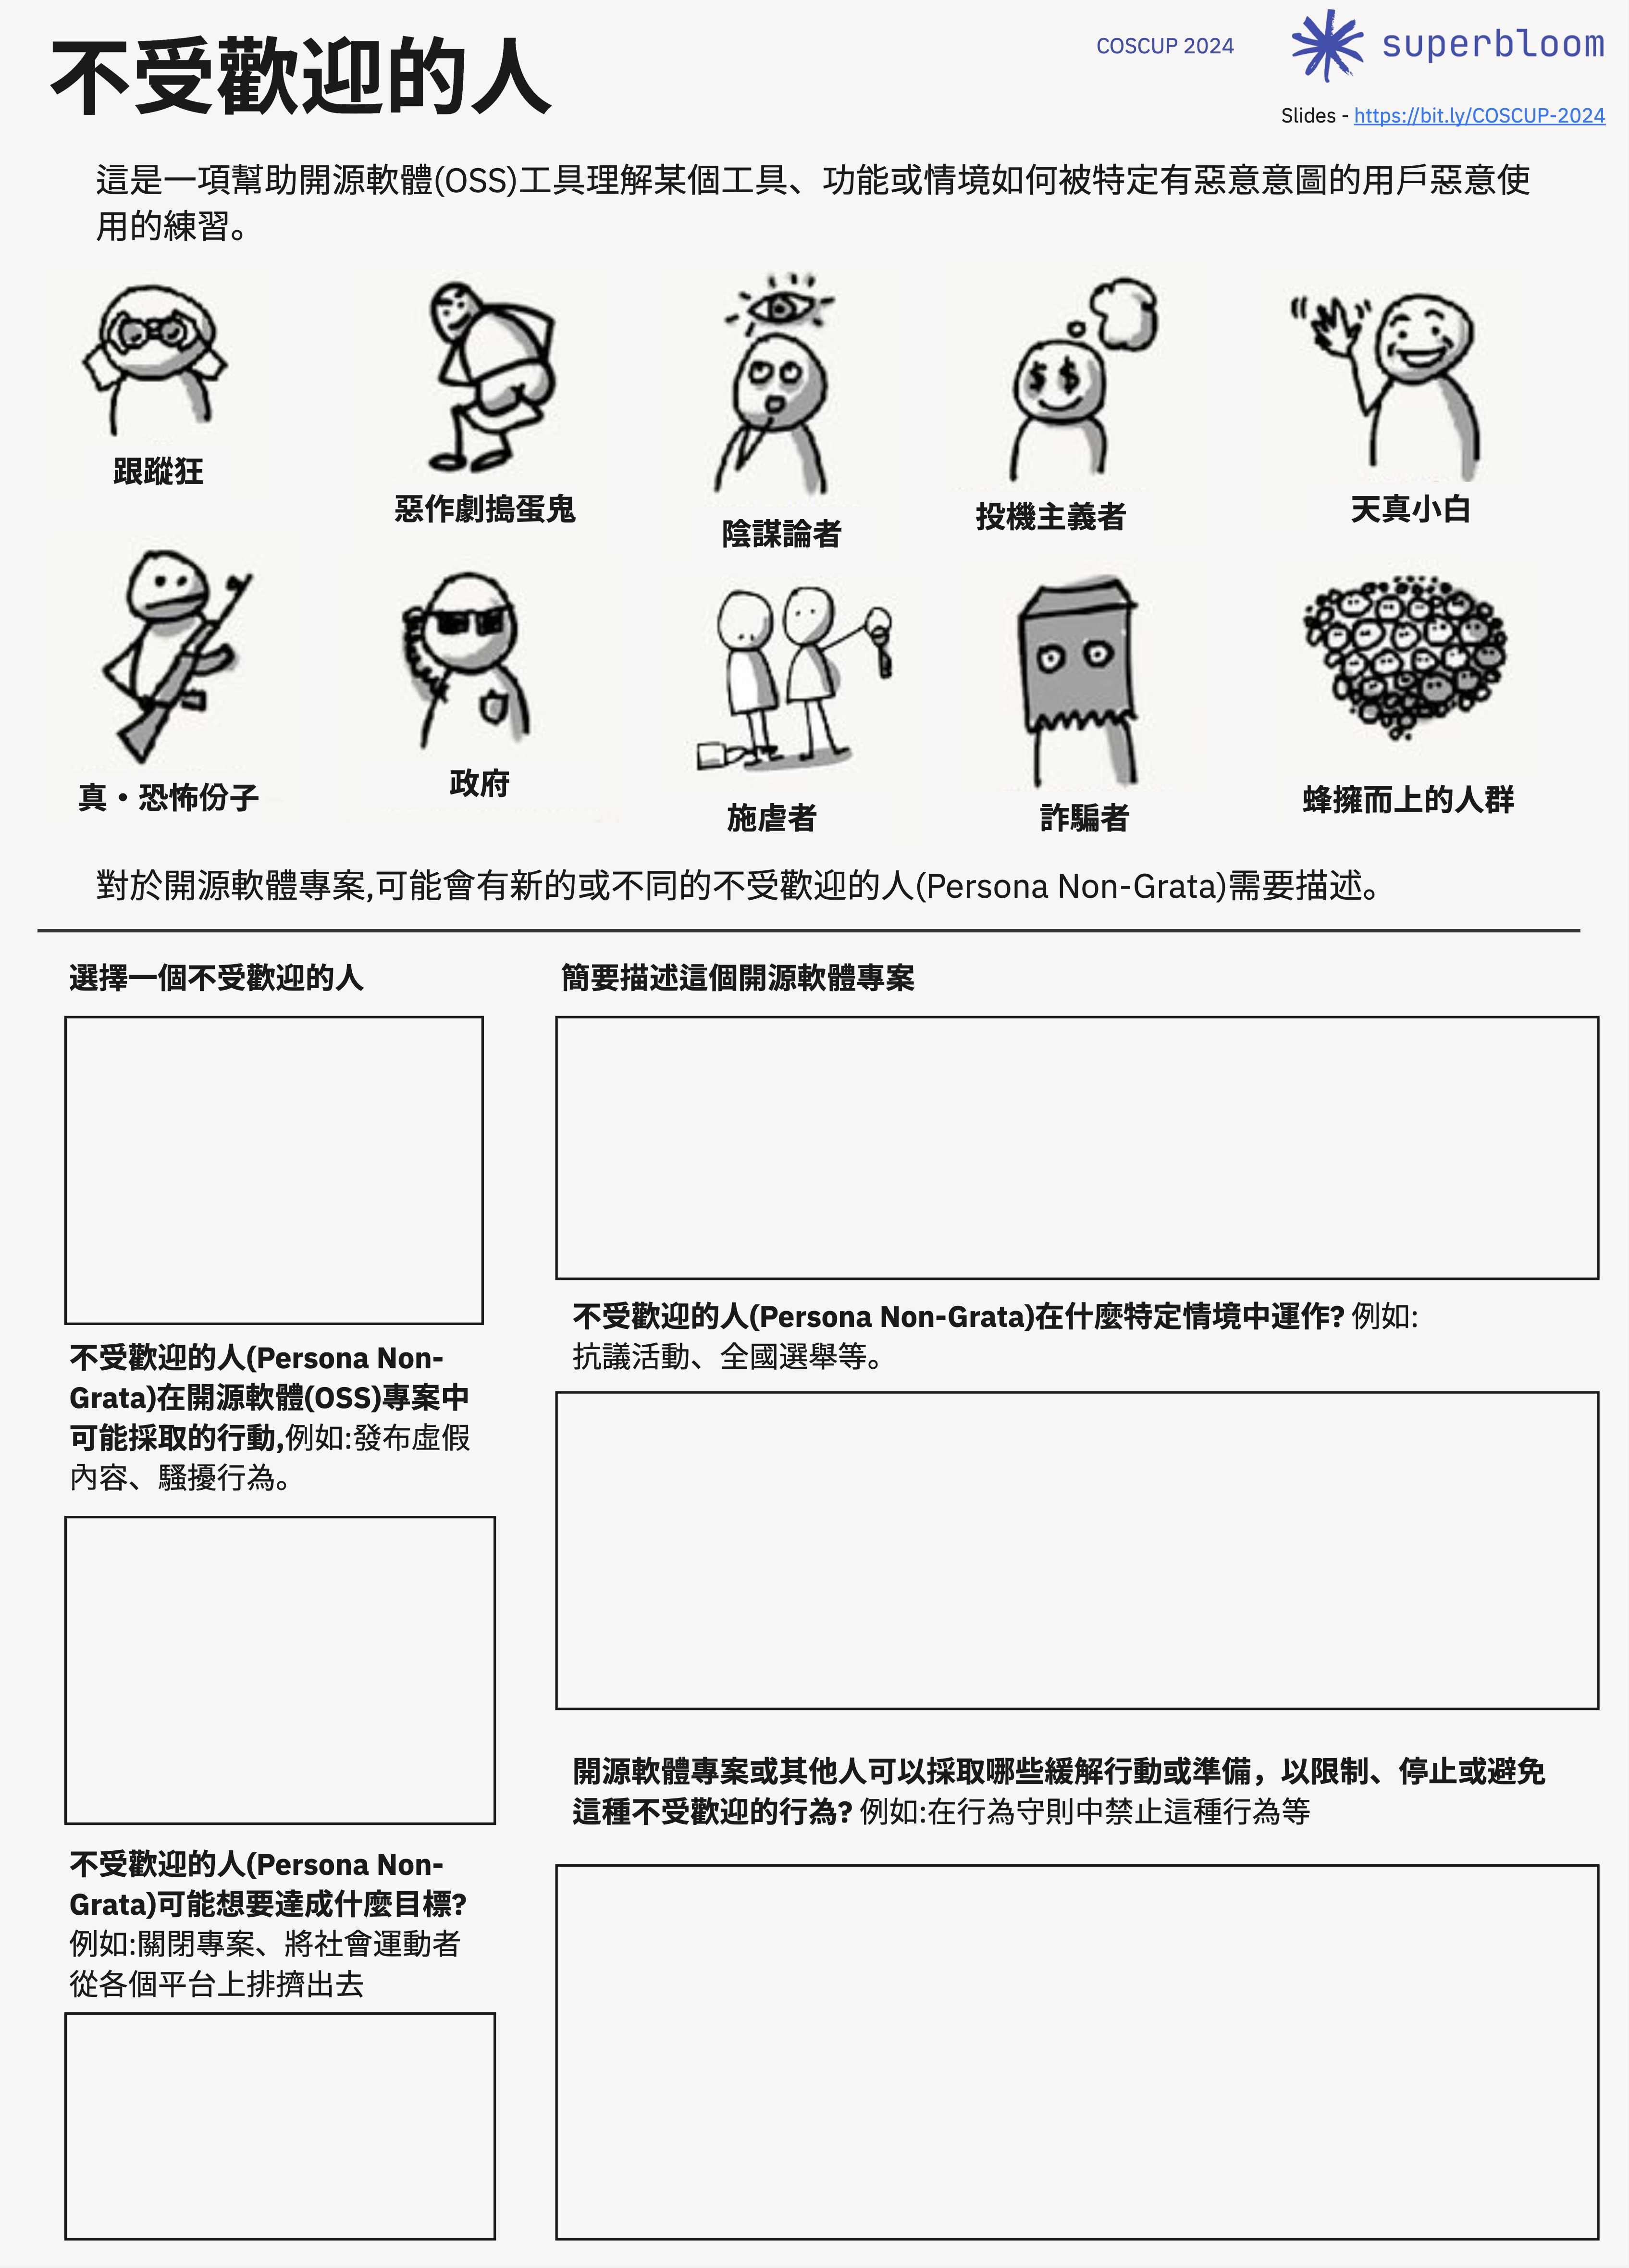 不受歡迎的人
COSCUP 2024
superbloom
Slides - https://bit.ly/COSCUP-2024
這是一項幫助開源軟體(OSS)工具理解某個工具、功能或情境如何被特定有惡意意圖的用戶惡意使
用的練習。
跟蹤狂
惡作劇搗蛋鬼
陰謀論者
投機主義者
天真小白
真・恐怖份子
政府
施虐者
詐騙者
蜂擁而上的人群
對於開源軟體專案,可能會有新的或不同的不受歡迎的人(Persona Non-Grata)需要描述。
選擇一個不受歡迎的人
簡要描述這個開源軟體專案
不受歡迎的人(Persona Non-Grata)在什麼特定情境中運作? 例如:
抗議活動、全國選舉等。
不受歡迎的人(Persona Non-
Grata)在開源軟體(OSS)專案中
可能採取的行動,例如:發布虛假
內容、騷擾行為。
開源軟體專案或其他人可以採取哪些緩解行動或準備，以限制、停止或避免
這種不受歡迎的行為? 例如:在行為守則中禁止這種行為等
不受歡迎的人(Persona Non-
Grata)可能想要達成什麼目標?
例如:關閉專案、將社會運動者
從各個平台上排擠出去